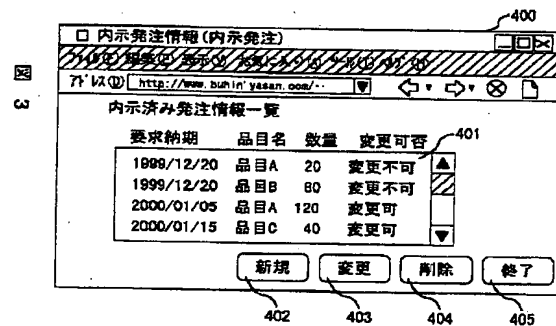 400
内示発注情報(内示発注)
アドレス(D) http://www.buhin'yasan.com/‥
図 3
内示済み発注情報一覧
要求納期 品目名 数量 変更可否
401
1999/12/20 品目A 20 変更不可
1999/12/20 品目B 80 変更不可
2000/01/05 品目A 120 変更可
2000/01/15 品目C 40 変更可
新規 変更 削除 終了
402 403 404 405